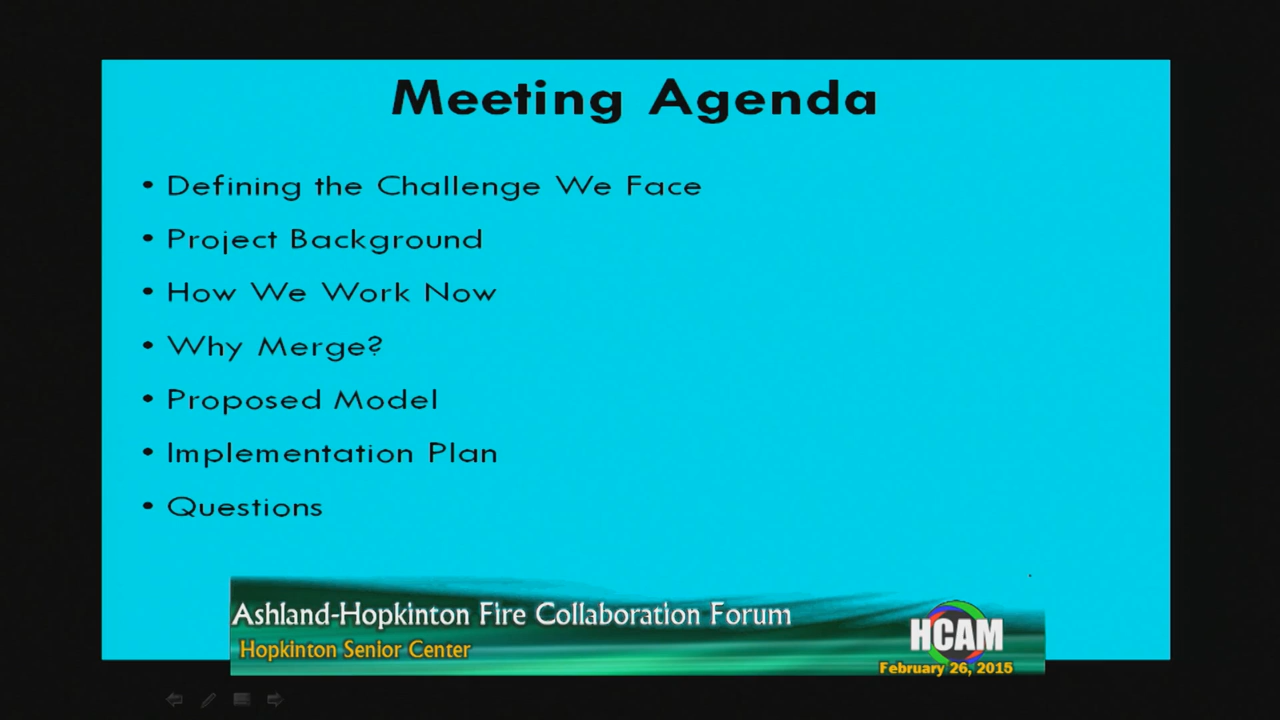 Meeting Agenda
• Defining the Challenge We Face
• Project Background
• How We Work Now
• Why Merge?
• Proposed Model
• Implementation Plan
• Questions
Ashland-Hopkinton Fire Collaboration Forum
Hopkinton Senior Center
HCAM
February 26, 2015